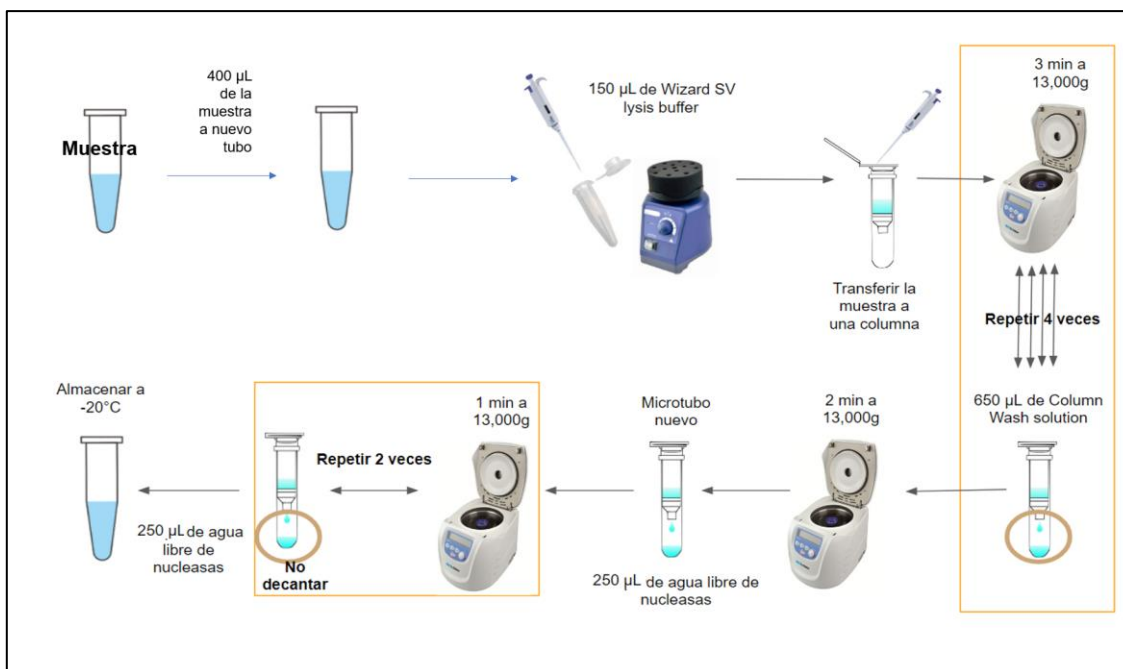 Muestra
400 µL
de la
muestra
a nuevo
tubo
150 µL de Wizard SV
lysis buffer
Transferir la
muestra a
una columna
3 min a
13,000g
Repetir 4 veces
650 µL de Column
Wash solution
2 min a
13,000g
Microtubo
nuevo
250 µL de agua libre de
nucleasas
1 min a
13,000g
Repetir 2 veces
No
decantar
250 µL de agua
libre de
nucleasas
Almacenar a
-20°C